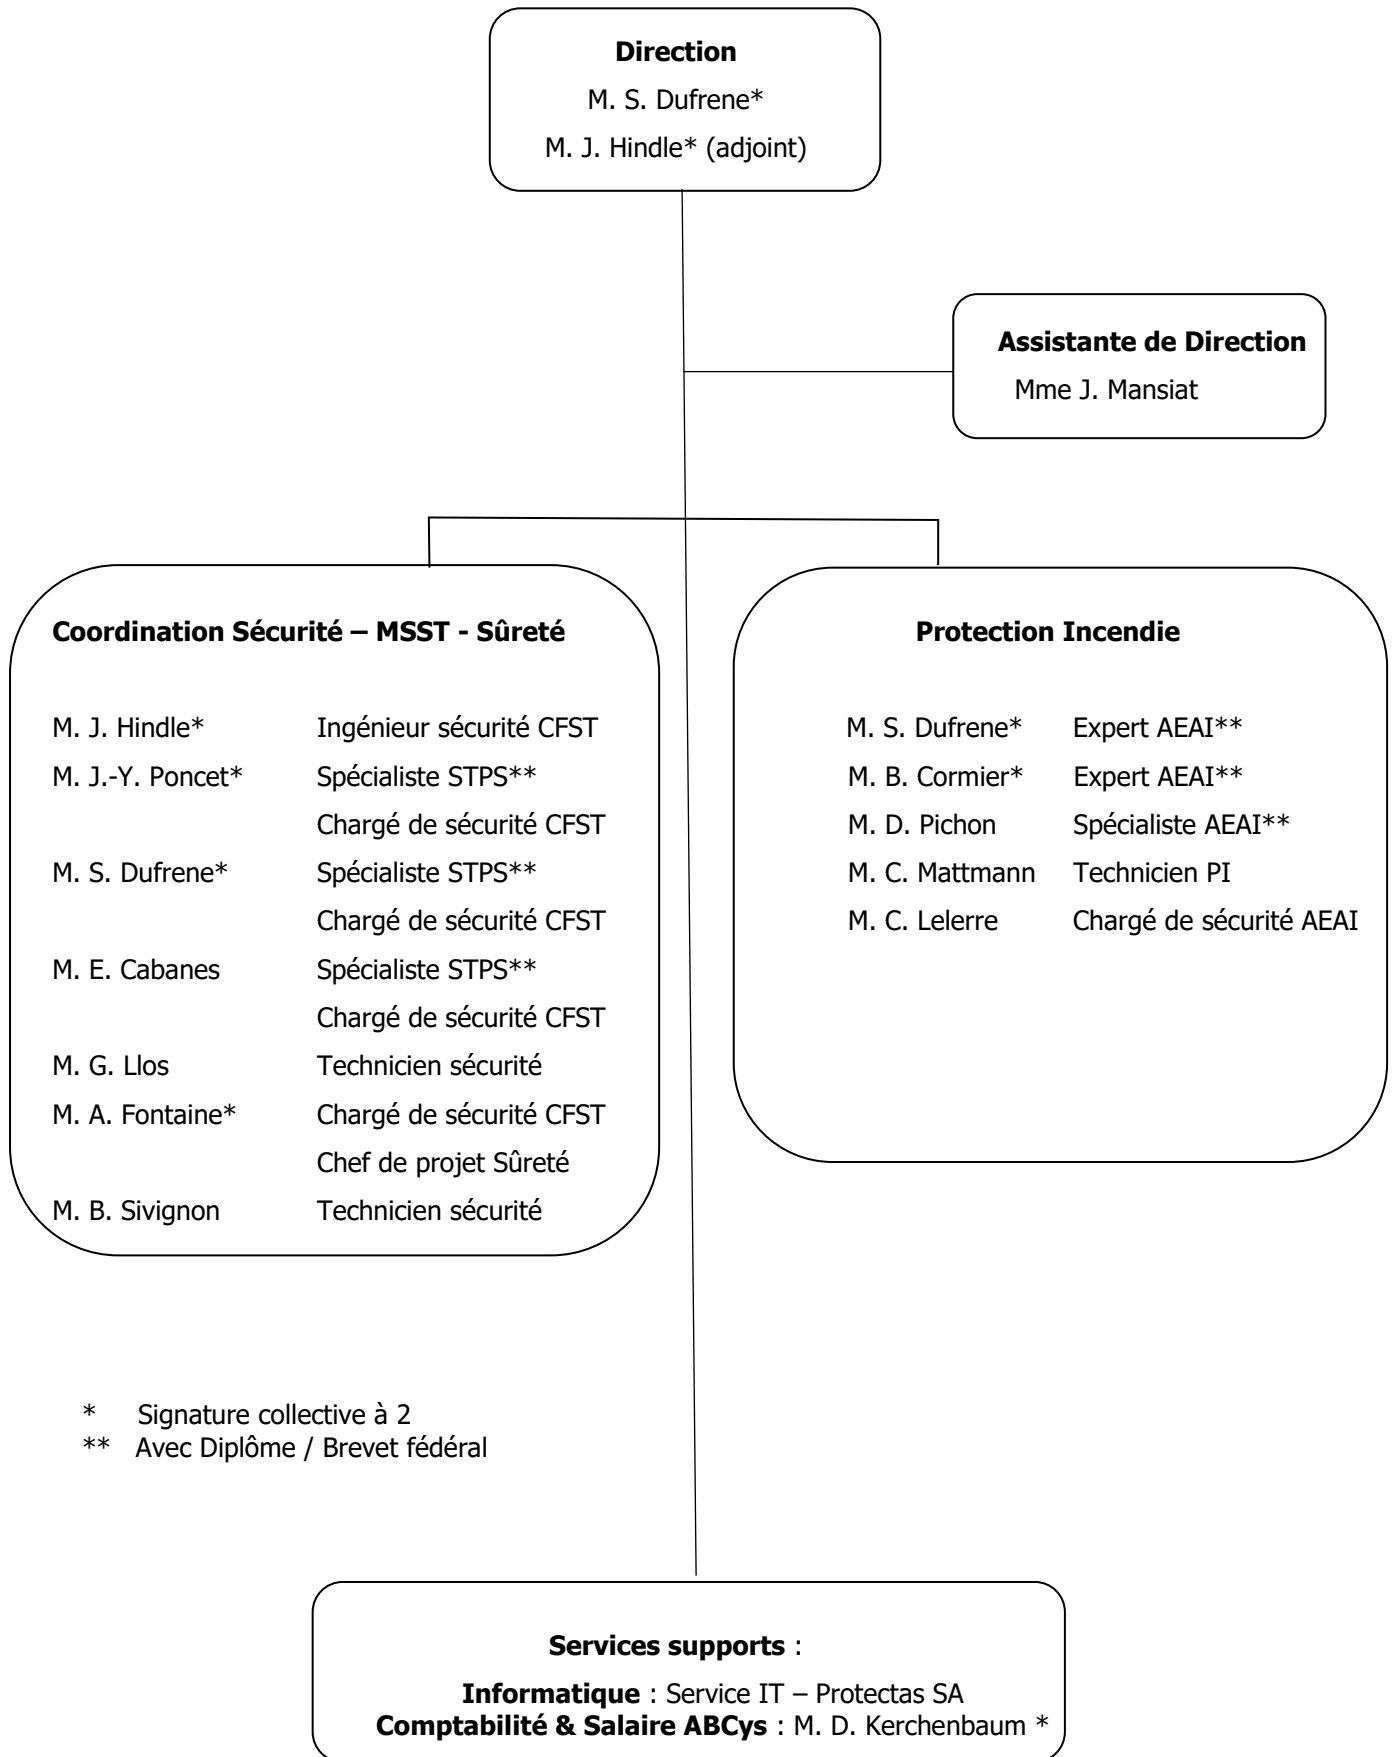 Direction
M. S. Dufrene*
M. J. Hindle* (adjoint)
Assistante de Direction
Mme J. Mansiat
Coordination Sécurité – MSST - Sûreté
M. J. Hindle* Ingénieur sécurité CFST
M. J.-Y. Poncet* Spécialiste STPS**
Chargé de sécurité CFST
M. S. Dufrene* Spécialiste STPS**
Chargé de sécurité CFST
M. E. Cabanes Spécialiste STPS**
Chargé de sécurité CFST
M. G. Llos Technicien sécurité
M. A. Fontaine* Chargé de sécurité CFST
Chef de projet Sûreté
M. B. Sivignon Technicien sécurité
Protection Incendie
M. S. Dufrene* Expert AEAI**
M. B. Cormier* Expert AEAI**
M. D. Pichon Spécialiste AEAI**
M. C. Mattmann Technicien PI
M. C. Lelerre Chargé de sécurité AEAI
* Signature collective à 2
** Avec Diplôme / Brevet fédéral
Services supports :
Informatique : Service IT – Protectas SA
Comptabilité & Salaire ABCys : M. D. Kerchenbaum *